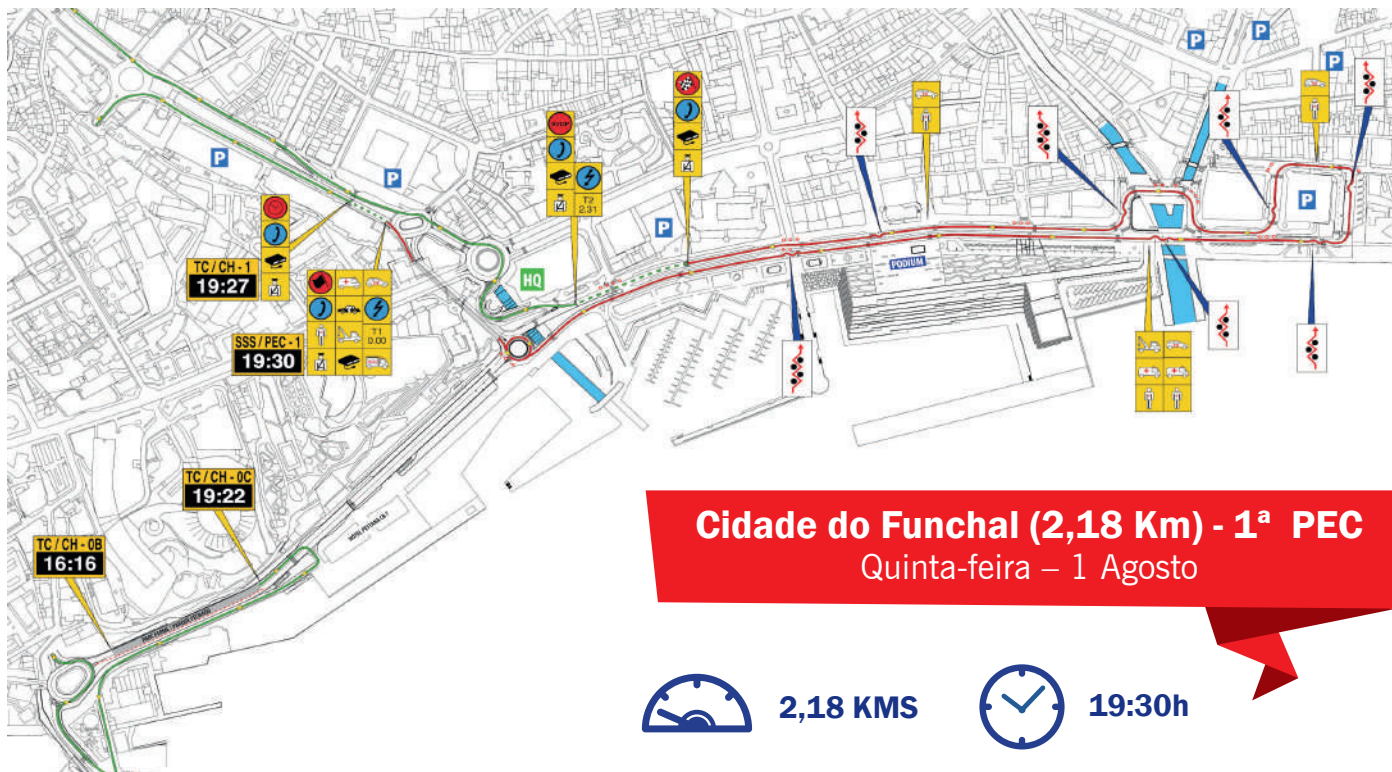 P
P
P
P
P
STOP
T2
2.31
P
TC / CH - 1
19:27
HQ
PODIUM
SSS / PEC - 1
19:30
T1
0.00
P
TC / CH - 0C
19:22
TC / CH - 0B
16:16
Cidade do Funchal (2,18 Km) - 1ª PEC
Quinta-feira – 1 Agosto
2,18 KMS
19:30h